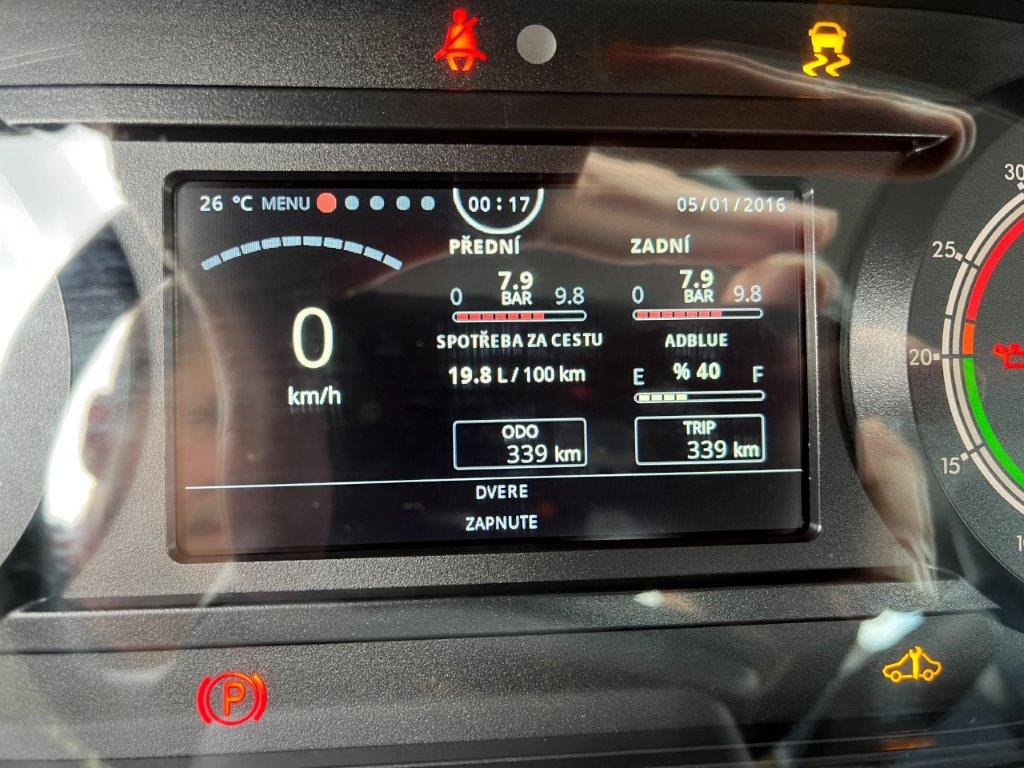 26 °C MENU 00:17 05/01/2016
PŘEDNÍ ZADNÍ
7.9 7.9
0 BAR 9.8 0 BAR 9.8
SPOTŘEBA ZA CESTU ADBLUE
19.8 L / 100 km E % 40 F
0
km/h
ODO TRIP
339 km 339 km
DVERE
ZAPNUTE
P
30
25
20
15
10